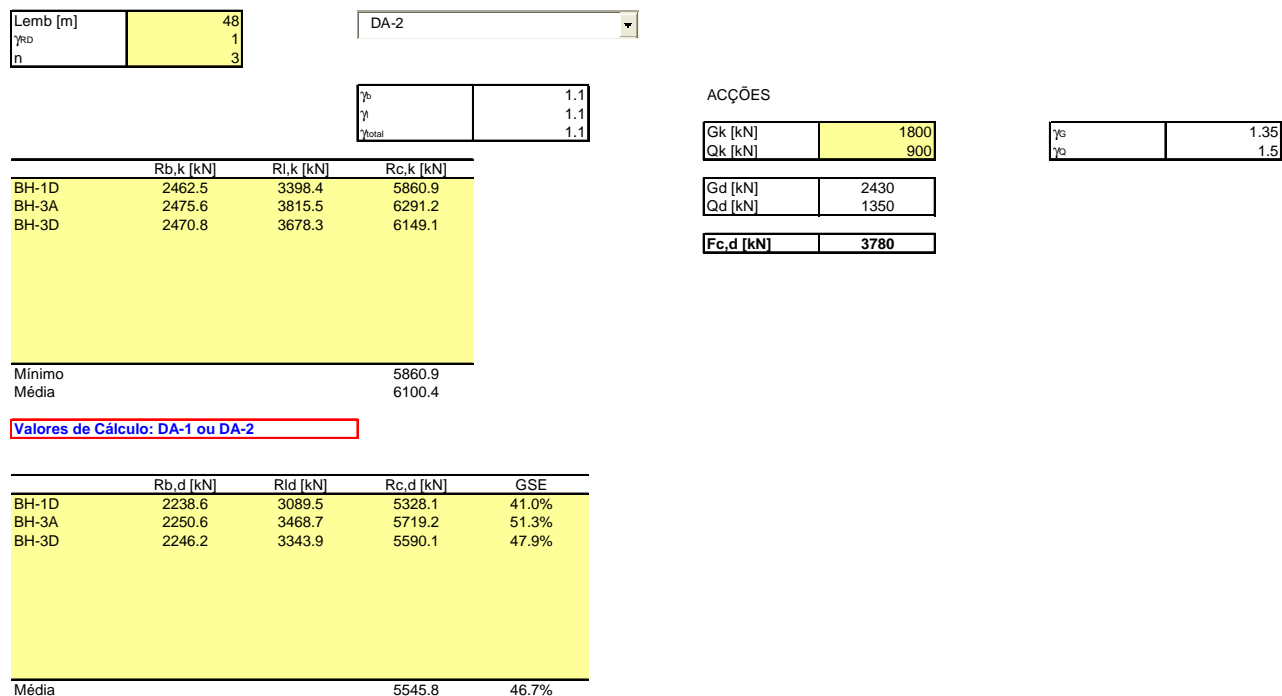 Lemb [m] 48
γRD 1
n 3
DA-2
γb 1.1
γl 1.1
γtotal 1.1
ACÇÕES
Gk [kN] 1800
Qk [kN] 900
γG 1.35
γQ 1.5
Rb,k [kN] Rl,k [kN] Rc,k [kN]
BH-1D 2462.5 3398.4 5860.9
BH-3A 2475.6 3815.5 6291.2
BH-3D 2470.8 3678.3 6149.1
Gd [kN] 2430
Qd [kN] 1350
Fc,d [kN] 3780
Mínimo 5860.9
Média 6100.4
Valores de Cálculo: DA-1 ou DA-2
Rb,d [kN] Rld [kN] Rc,d [kN] GSE
BH-1D 2238.6 3089.5 5328.1 41.0%
BH-3A 2250.6 3468.7 5719.2 51.3%
BH-3D 2246.2 3343.9 5590.1 47.9%
Média 5545.8 46.7%